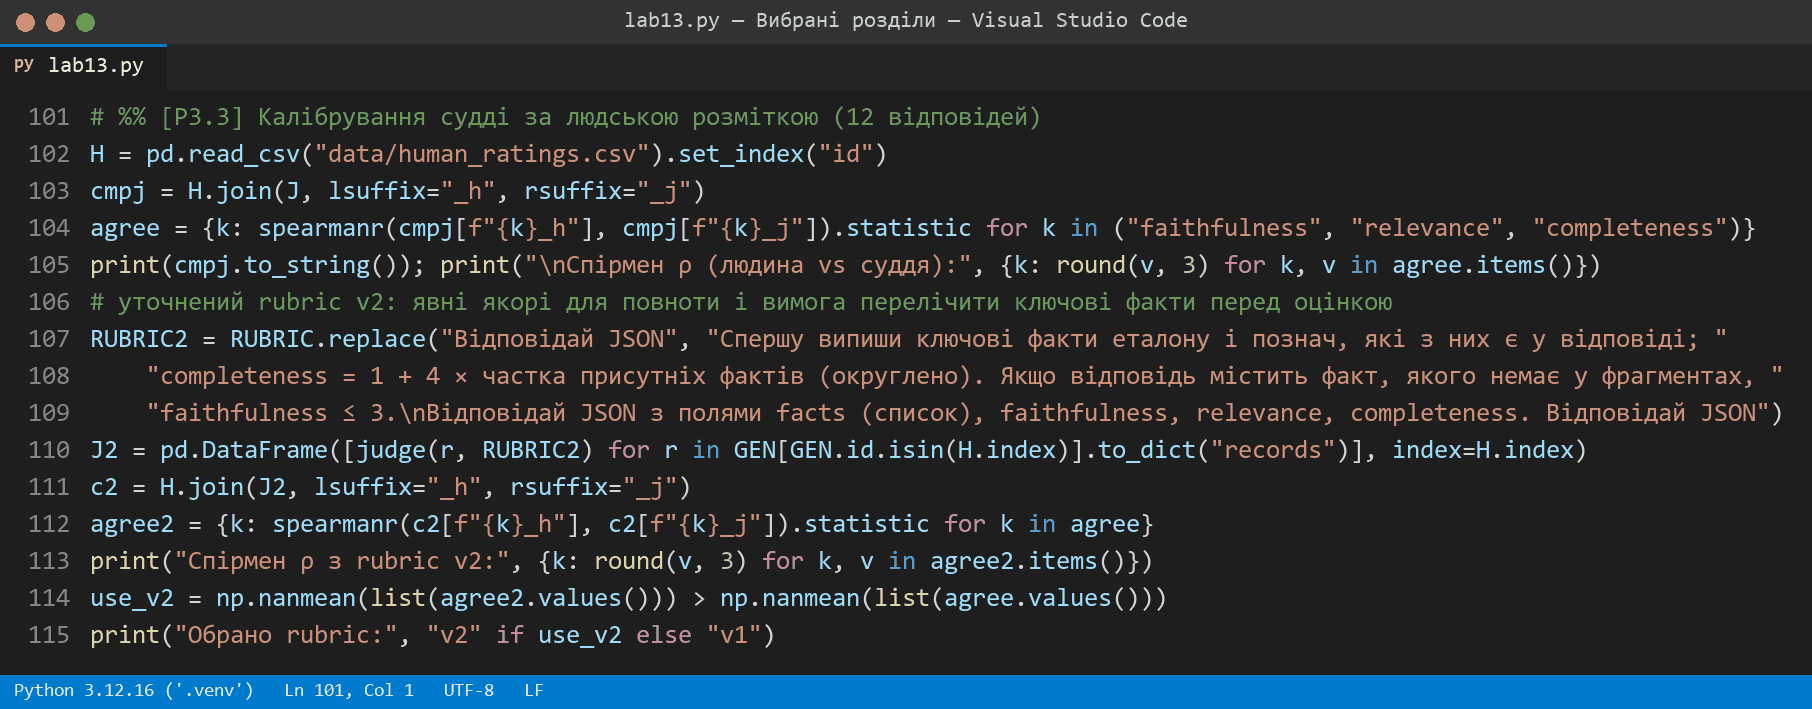 lab13.py — Вибрані розділи — Visual Studio Code
PY lab13.py
101 # %% [P3.3] Калібрування судді за людською розміткою (12 відповідей)
102 H = pd.read_csv("data/human_ratings.csv").set_index("id")
103 cmpj = H.join(J, lsuffix="_h", rsuffix="_j")
104 agree = {k: spearmanr(cmpj[f"{k}_h"], cmpj[f"{k}_j"]).statistic for k in ("faithfulness", "relevance", "completeness")}
105 print(cmpj.to_string()); print("\nСпірмен ρ (людина vs суддя):", {k: round(v, 3) for k, v in agree.items()})
106 # уточнений rubric v2: явні якорі для повноти і вимога перелічити ключові факти перед оцінкою
107 RUBRIC2 = RUBRIC.replace("Відповідай JSON", "Спершу випиши ключові факти еталону і познач, які з них є у відповіді; "
108     "completeness = 1 + 4 × частка присутніх фактів (округлено). Якщо відповідь містить факт, якого немає у фрагментах, "
109     "faithfulness ≤ 3.\nВідповідай JSON з полями facts (список), faithfulness, relevance, completeness. Відповідай JSON")
110 J2 = pd.DataFrame([judge(r, RUBRIC2) for r in GEN[GEN.id.isin(H.index)].to_dict("records")], index=H.index)
111 c2 = H.join(J2, lsuffix="_h", rsuffix="_j")
112 agree2 = {k: spearmanr(c2[f"{k}_h"], c2[f"{k}_j"]).statistic for k in agree}
113 print("Спірмен ρ з rubric v2:", {k: round(v, 3) for k, v in agree2.items()})
114 use_v2 = np.nanmean(list(agree2.values())) > np.nanmean(list(agree.values()))
115 print("Обрано rubric:", "v2" if use_v2 else "v1")
Python 3.12.16 ('.venv') Ln 101, Col 1 UTF-8 LF